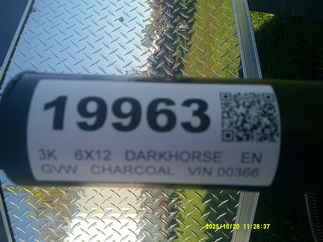 19963
3K 6X12 DARKHORSE EN
GVW CHARCOAL VIN 00366
2025/10/20 11:28:37